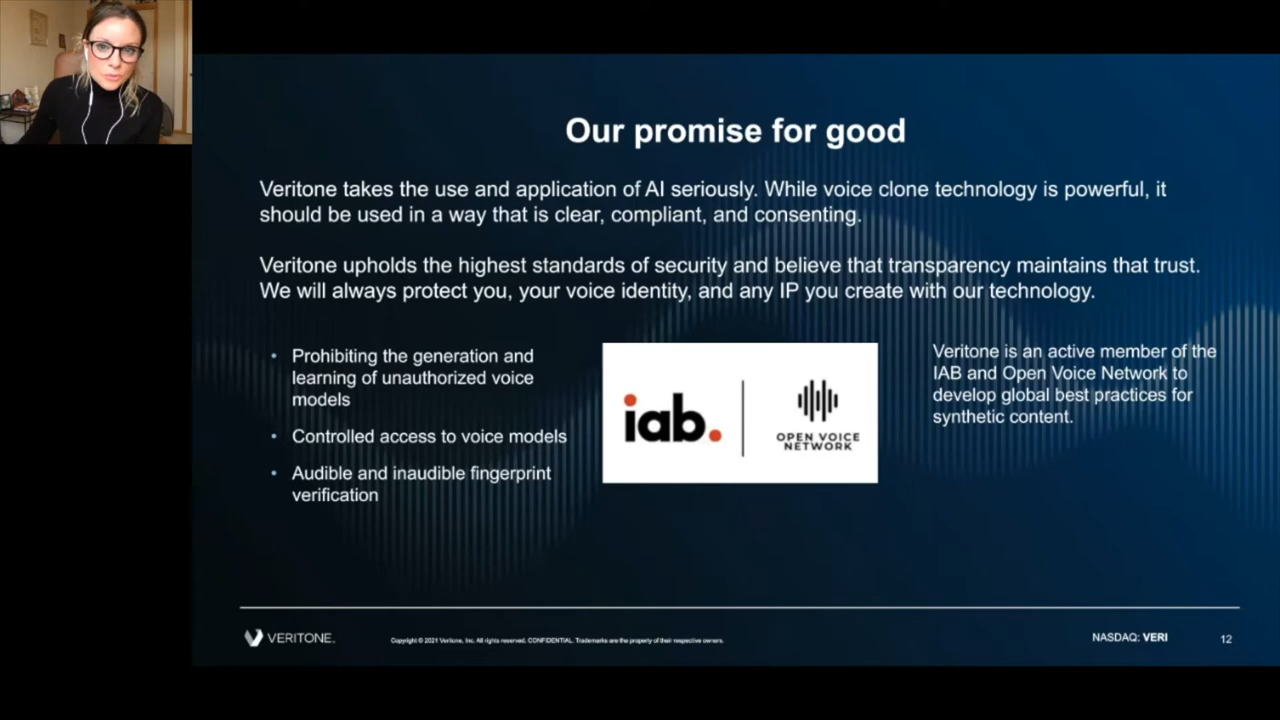 Our promise for good
Veritone takes the use and application of AI seriously. While voice clone technology is powerful, it
should be used in a way that is clear, compliant, and consenting.
Veritone upholds the highest standards of security and believe that transparency maintains that trust.
We will always protect you, your voice identity, and any IP you create with our technology.
• Prohibiting the generation and
learning of unauthorized voice
models
• Controlled access to voice models
• Audible and inaudible fingerprint
verification
iab.
OPEN VOICE
NETWORK
Veritone is an active member of the
IAB and Open Voice Network to
develop global best practices for
synthetic content.
VERITONE.
Copyright © 2021 Veritone, Inc. All rights reserved. CONFIDENTIAL. Trademarks are the property of their respective owners.
NASDAQ: VERI
12